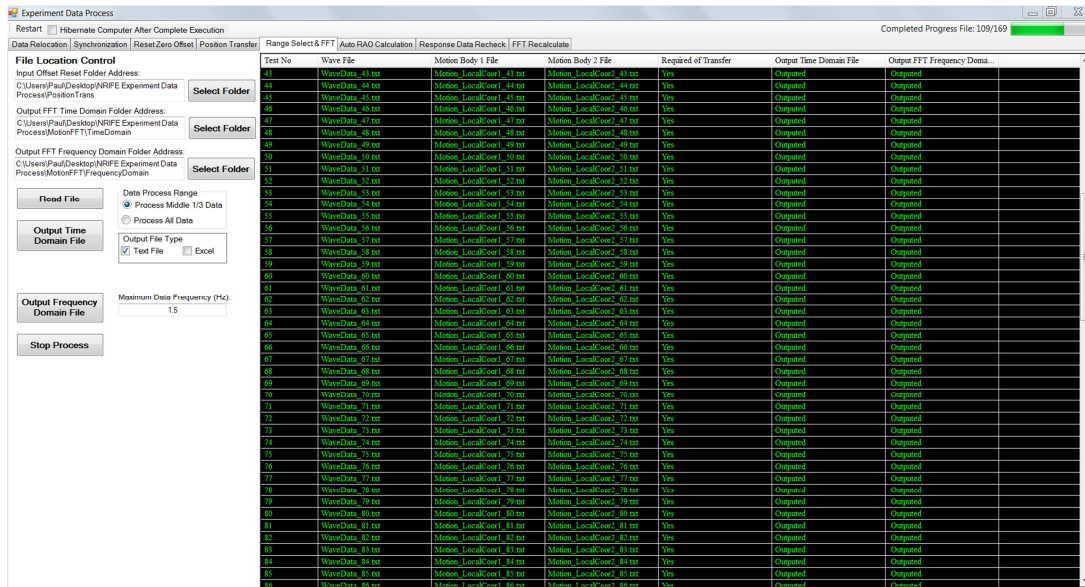 Experiment Data Process
Restart Hibernate Computer After Complete Execution Completed Progress File: 109/169
Data Relocation Synchronization Reset Zero Offset Position Transfer Range Select & FFT Auto RAO Calculation Response Data Recheck FFT Recalculate
File Location Control
Input Offset Reset Folder Address:
C:\Users\Paul\Desktop\NRIFE Experiment Data
Process\PositionTrans
Select Folder
Output FFT Time Domain Folder Address:
C:\Users\Paul\Desktop\NRIFE Experiment Data
Process\MotionFFT\TimeDomain
Select Folder
Output FFT Frequency Domain Folder Address:
C:\Users\Paul\Desktop\NRIFE Experiment Data
Process\MotionFFT\FrequencyDomain
Select Folder
Read File
Data Process Range
Process Middle 1/3 Data
Process All Data
Output Time
Domain File
Output File Type
Text File Excel
Output Frequency
Domain File
Maximum Data Frequency (Hz):
1.5
Stop Process
Test No Wave File Motion Body 1 File Motion Body 2 File Required of Transfer Output Time Domain File Output FFT Frequency Doma...
43 WaveData_43.txt Motion_LocalCoor1_43.txt Motion_LocalCoor2_43.txt Yes Outputed Outputed
44 WaveData_44.txt Motion_LocalCoor1_44.txt Motion_LocalCoor2_44.txt Yes Outputed Outputed
45 WaveData_45.txt Motion_LocalCoor1_45.txt Motion_LocalCoor2_45.txt Yes Outputed Outputed
46 WaveData_46.txt Motion_LocalCoor1_46.txt Motion_LocalCoor2_46.txt Yes Outputed Outputed
47 WaveData_47.txt Motion_LocalCoor1_47.txt Motion_LocalCoor2_47.txt Yes Outputed Outputed
48 WaveData_48.txt Motion_LocalCoor1_48.txt Motion_LocalCoor2_48.txt Yes Outputed Outputed
49 WaveData_49.txt Motion_LocalCoor1_49.txt Motion_LocalCoor2_49.txt Yes Outputed Outputed
50 WaveData_50.txt Motion_LocalCoor1_50.txt Motion_LocalCoor2_50.txt Yes Outputed Outputed
51 WaveData_51.txt Motion_LocalCoor1_51.txt Motion_LocalCoor2_51.txt Yes Outputed Outputed
52 WaveData_52.txt Motion_LocalCoor1_52.txt Motion_LocalCoor2_52.txt Yes Outputed Outputed
53 WaveData_53.txt Motion_LocalCoor1_53.txt Motion_LocalCoor2_53.txt Yes Outputed Outputed
54 WaveData_54.txt Motion_LocalCoor1_54.txt Motion_LocalCoor2_54.txt Yes Outputed Outputed
55 WaveData_55.txt Motion_LocalCoor1_55.txt Motion_LocalCoor2_55.txt Yes Outputed Outputed
56 WaveData_56.txt Motion_LocalCoor1_56.txt Motion_LocalCoor2_56.txt Yes Outputed Outputed
57 WaveData_57.txt Motion_LocalCoor1_57.txt Motion_LocalCoor2_57.txt Yes Outputed Outputed
58 WaveData_58.txt Motion_LocalCoor1_58.txt Motion_LocalCoor2_58.txt Yes Outputed Outputed
59 WaveData_59.txt Motion_LocalCoor1_59.txt Motion_LocalCoor2_59.txt Yes Outputed Outputed
60 WaveData_60.txt Motion_LocalCoor1_60.txt Motion_LocalCoor2_60.txt Yes Outputed Outputed
61 WaveData_61.txt Motion_LocalCoor1_61.txt Motion_LocalCoor2_61.txt Yes Outputed Outputed
62 WaveData_62.txt Motion_LocalCoor1_62.txt Motion_LocalCoor2_62.txt Yes Outputed Outputed
63 WaveData_63.txt Motion_LocalCoor1_63.txt Motion_LocalCoor2_63.txt Yes Outputed Outputed
64 WaveData_64.txt Motion_LocalCoor1_64.txt Motion_LocalCoor2_64.txt Yes Outputed Outputed
65 WaveData_65.txt Motion_LocalCoor1_65.txt Motion_LocalCoor2_65.txt Yes Outputed Outputed
66 WaveData_66.txt Motion_LocalCoor1_66.txt Motion_LocalCoor2_66.txt Yes Outputed Outputed
67 WaveData_67.txt Motion_LocalCoor1_67.txt Motion_LocalCoor2_67.txt Yes Outputed Outputed
68 WaveData_68.txt Motion_LocalCoor1_68.txt Motion_LocalCoor2_68.txt Yes Outputed Outputed
69 WaveData_69.txt Motion_LocalCoor1_69.txt Motion_LocalCoor2_69.txt Yes Outputed Outputed
70 WaveData_70.txt Motion_LocalCoor1_70.txt Motion_LocalCoor2_70.txt Yes Outputed Outputed
71 WaveData_71.txt Motion_LocalCoor1_71.txt Motion_LocalCoor2_71.txt Yes Outputed Outputed
72 WaveData_72.txt Motion_LocalCoor1_72.txt Motion_LocalCoor2_72.txt Yes Outputed Outputed
73 WaveData_73.txt Motion_LocalCoor1_73.txt Motion_LocalCoor2_73.txt Yes Outputed Outputed
74 WaveData_74.txt Motion_LocalCoor1_74.txt Motion_LocalCoor2_74.txt Yes Outputed Outputed
75 WaveData_75.txt Motion_LocalCoor1_75.txt Motion_LocalCoor2_75.txt Yes Outputed Outputed
76 WaveData_76.txt Motion_LocalCoor1_76.txt Motion_LocalCoor2_76.txt Yes Outputed Outputed
77 WaveData_77.txt Motion_LocalCoor1_77.txt Motion_LocalCoor2_77.txt Yes Outputed Outputed
78 WaveData_78.txt Motion_LocalCoor1_78.txt Motion_LocalCoor2_78.txt Yes Outputed Outputed
79 WaveData_79.txt Motion_LocalCoor1_79.txt Motion_LocalCoor2_79.txt Yes Outputed Outputed
80 WaveData_80.txt Motion_LocalCoor1_80.txt Motion_LocalCoor2_80.txt Yes Outputed Outputed
81 WaveData_81.txt Motion_LocalCoor1_81.txt Motion_LocalCoor2_81.txt Yes Outputed Outputed
82 WaveData_82.txt Motion_LocalCoor1_82.txt Motion_LocalCoor2_82.txt Yes Outputed Outputed
83 WaveData_83.txt Motion_LocalCoor1_83.txt Motion_LocalCoor2_83.txt Yes Outputed Outputed
84 WaveData_84.txt Motion_LocalCoor1_84.txt Motion_LocalCoor2_84.txt Yes Outputed Outputed
85 WaveData_85.txt Motion_LocalCoor1_85.txt Motion_LocalCoor2_85.txt Yes Outputed Outputed
86 WaveData_86.txt Motion_LocalCoor1_86.txt Motion_LocalCoor2_86.txt Yes Outputed Outputed